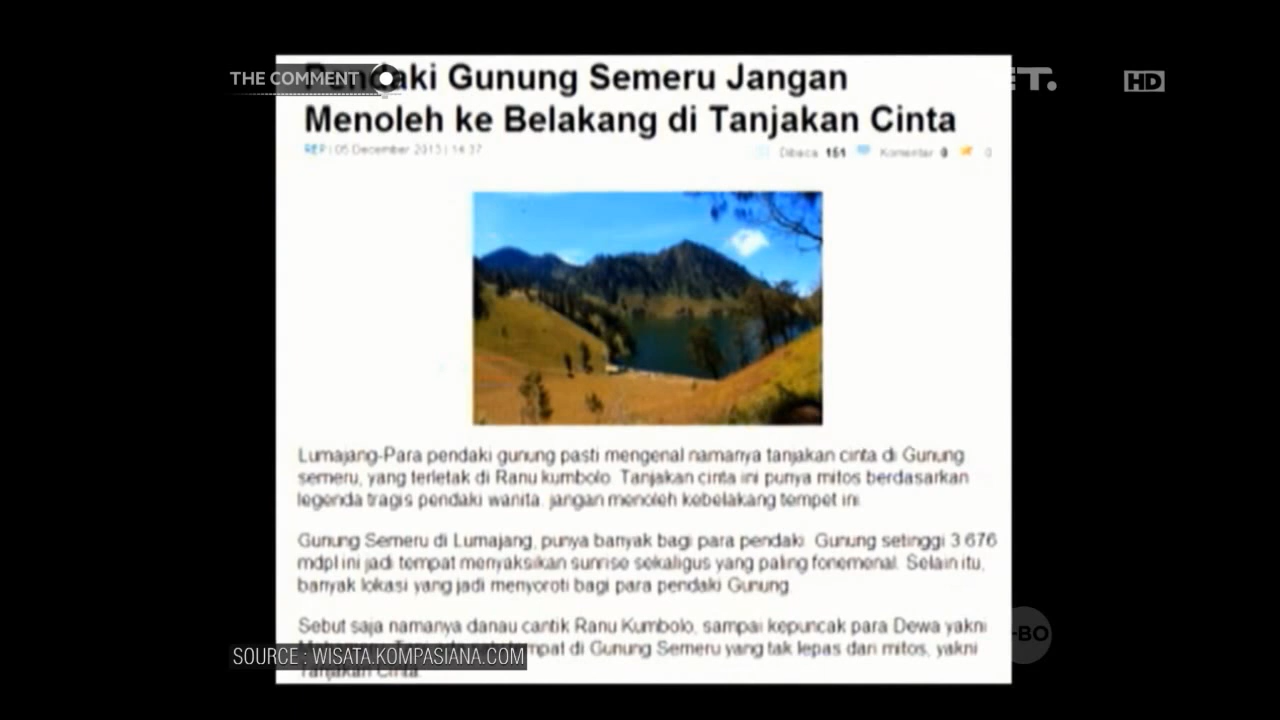 THE COMMENT
Gunung Semeru Jangan
Menoleh ke Belakang di Tanjakan Cinta
HD
REP | 05 December 2013 | 14:37
Dibaca: 151 Komentar: 0 0
Lumajang-Para pendaki gunung pasti mengenal namanya tanjakan cinta di Gunung
semeru, yang terletak di Ranu kumbolo. Tanjakan cinta ini punya mitos berdasarkan
legenda tragis pendaki wanita, jangan menoleh kebelakang tempet ini.
Gunung Semeru di Lumajang, punya banyak bagi para pendaki. Gunung setinggi 3.676
mdpl ini jadi tempat menyaksikan sunrise sekaligus yang paling fonemenal. Selain itu,
banyak lokasi yang jadi menyoroti bagi para pendaki Gunung.
Sebut saja namanya danau cantik Ranu Kumbolo, sampai kepuncak para Dewa yakni
di Gunung Semeru yang tak lepas dari mitos, yakni
Tanjakan Cinta.
SOURCE : WISATA.KOMPASIANA.COM
-BO